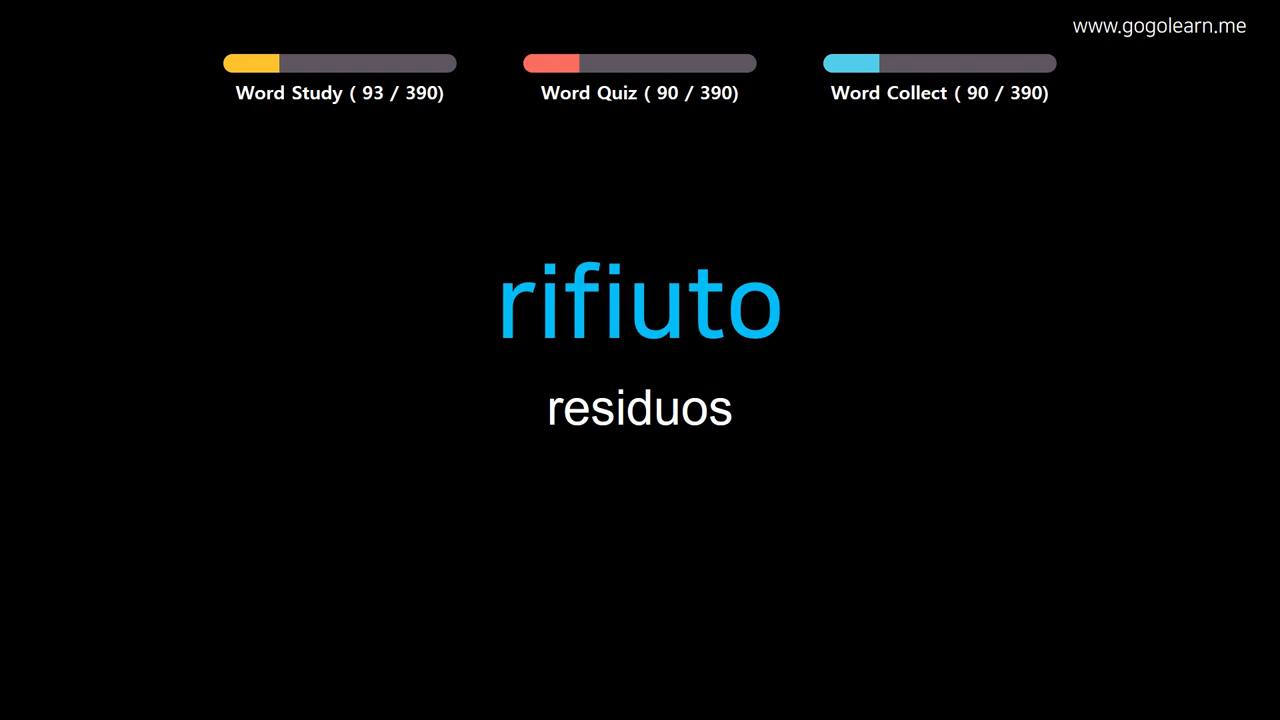 www.gogolearn.me
Word Study ( 93 / 390)
Word Quiz ( 90 / 390)
Word Collect ( 90 / 390)
rifiuto
residuos